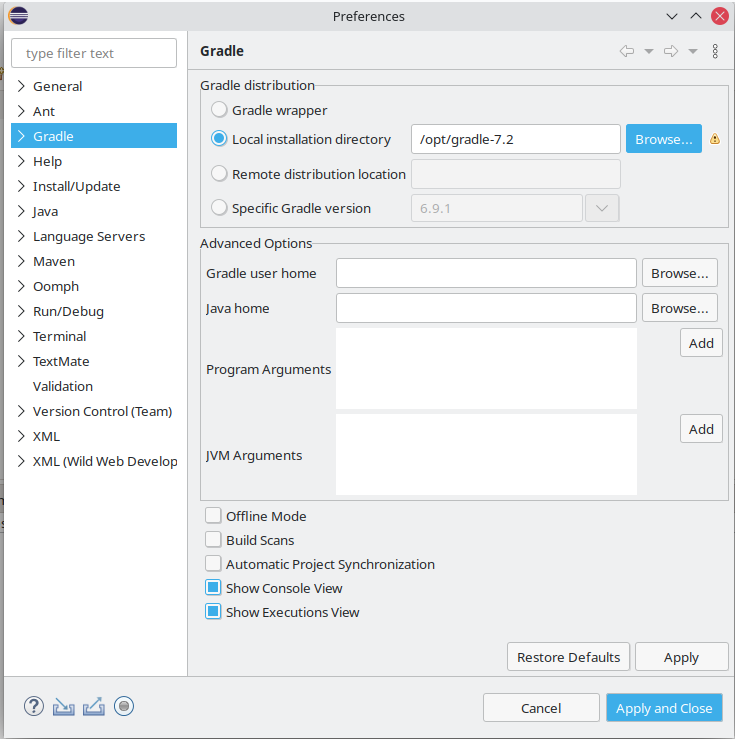 Preferences
type filter text
General
Ant
Gradle
Help
Install/Update
Java
Language Servers
Maven
Oomph
Run/Debug
Terminal
TextMate
Validation
Version Control (Team)
XML
XML (Wild Web Develop
Gradle
Gradle distribution
Gradle wrapper
Local installation directory /opt/gradle-7.2 Browse...
Remote distribution location
Specific Gradle version 6.9.1
Advanced Options
Gradle user home Browse...
Java home Browse...
Program Arguments Add
JVM Arguments Add
Offline Mode
Build Scans
Automatic Project Synchronization
Show Console View
Show Executions View
Restore Defaults Apply
Cancel Apply and Close